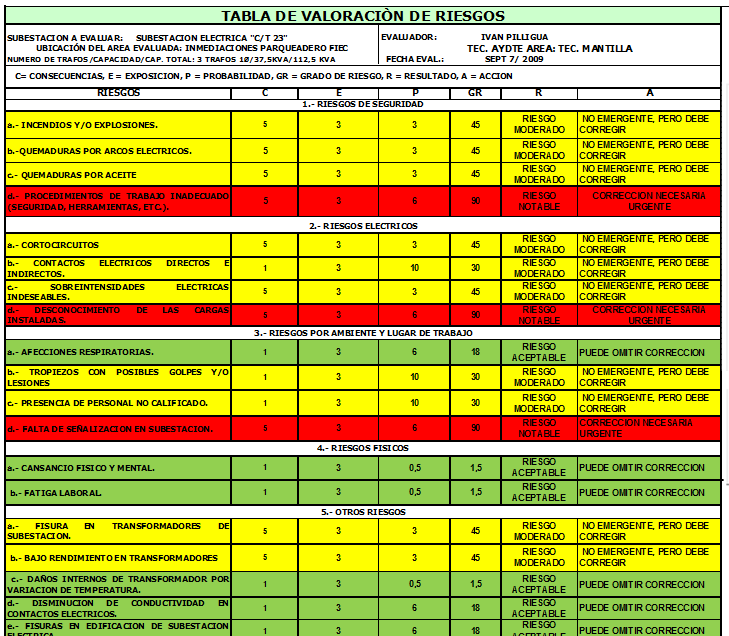 TABLA DE VALORACIÒN DE RIESGOS
SUBESTACION A EVALUAR: SUBESTACION ELECTRICA "C/T 23"
UBICACIÓN DEL AREA EVALUADA: INMEDIACIONES PARQUEADERO FIEC
NUMERO DE TRAFOS /CAPACIDAD/CAP. TOTAL: 3 TRAFOS 1Ø/37,5KVA/112,5 KVA
EVALUADOR: IVAN PILLIGUA
TEC. AYDTE AREA: TEC. MANTILLA
FECHA EVAL.: SEPT 7/ 2009
C= CONSECUENCIAS, E = EXPOSICION, P = PROBABILIDAD, GR = GRADO DE RIESGO, R = RESULTADO, A = ACCION
RIESGOS C E P GR R A
1.- RIESGOS DE SEGURIDAD
a.- INCENDIOS Y/O EXPLOSIONES. 5 3 3 45 RIESGO MODERADO NO EMERGENTE, PERO DEBE CORREGIR
b.-QUEMADURAS POR ARCOS ELECTRICOS. 5 3 3 45 RIESGO MODERADO NO EMERGENTE, PERO DEBE CORREGIR
c.- QUEMADURAS POR ACEITE 5 3 3 45 RIESGO MODERADO NO EMERGENTE, PERO DEBE CORREGIR
d.- PROCEDIMIENTOS DE TRABAJO INADECUADO (SEGURIDAD, HERRAMIENTAS, ETC.). 5 3 6 90 RIESGO NOTABLE CORRECCION NECESARIA URGENTE
2.- RIESGOS ELECTRICOS
a.- CORTOCIRCUITOS 5 3 3 45 RIESGO MODERADO NO EMERGENTE, PERO DEBE CORREGIR
b.- CONTACTOS ELECTRICOS DIRECTOS E INDIRECTOS. 1 3 10 30 RIESGO MODERADO NO EMERGENTE, PERO DEBE CORREGIR
c.- SOBREINTENSIDADES ELECTRICAS INDESEABLES. 5 3 3 45 RIESGO MODERADO NO EMERGENTE, PERO DEBE CORREGIR
d.- DESCONOCIMIENTO DE LAS CARGAS INSTALADAS. 5 3 6 90 RIESGO NOTABLE CORRECCION NECESARIA URGENTE
3.- RIESGOS POR AMBIENTE Y LUGAR DE TRABAJO
a.- AFECCIONES RESPIRATORIAS. 1 3 6 18 RIESGO ACEPTABLE PUEDE OMITIR CORRECCION
b.- TROPIEZOS CON POSIBLES GOLPES Y/O LESIONES 1 3 10 30 RIESGO MODERADO NO EMERGENTE, PERO DEBE CORREGIR
c.- PRESENCIA DE PERSONAL NO CALIFICADO. 1 3 10 30 RIESGO MODERADO NO EMERGENTE, PERO DEBE CORREGIR
d.- FALTA DE SEÑALIZACION EN SUBESTACION. 5 3 6 90 RIESGO NOTABLE CORRECCION NECESARIA URGENTE
4.- RIESGOS FISICOS
a.- CANSANCIO FISICO Y MENTAL. 1 3 0,5 1,5 RIESGO ACEPTABLE PUEDE OMITIR CORRECCION
b.- FATIGA LABORAL. 1 3 0,5 1,5 RIESGO ACEPTABLE PUEDE OMITIR CORRECCION
5.- OTROS RIESGOS
a.- FISURA EN TRANSFORMADORES DE SUBESTACION. 5 3 3 45 RIESGO MODERADO NO EMERGENTE, PERO DEBE CORREGIR
b.- BAJO RENDIMIENTO EN TRANSFORMADORES 5 3 3 45 RIESGO MODERADO NO EMERGENTE, PERO DEBE CORREGIR
c.- DAÑOS INTERNOS DE TRANSFORMADOR POR VARIACION DE TEMPERATURA. 1 3 0,5 1,5 RIESGO ACEPTABLE PUEDE OMITIR CORRECCION
d.- DISMINUCION DE CONDUCTIVIDAD EN CONTACTOS ELECTRICOS. 1 3 6 18 RIESGO ACEPTABLE PUEDE OMITIR CORRECCION
e.- FISURAS EN EDIFICACION DE SUBESTACION ELECTRICA. 1 3 6 18 RIESGO ACEPTABLE PUEDE OMITIR CORRECCION